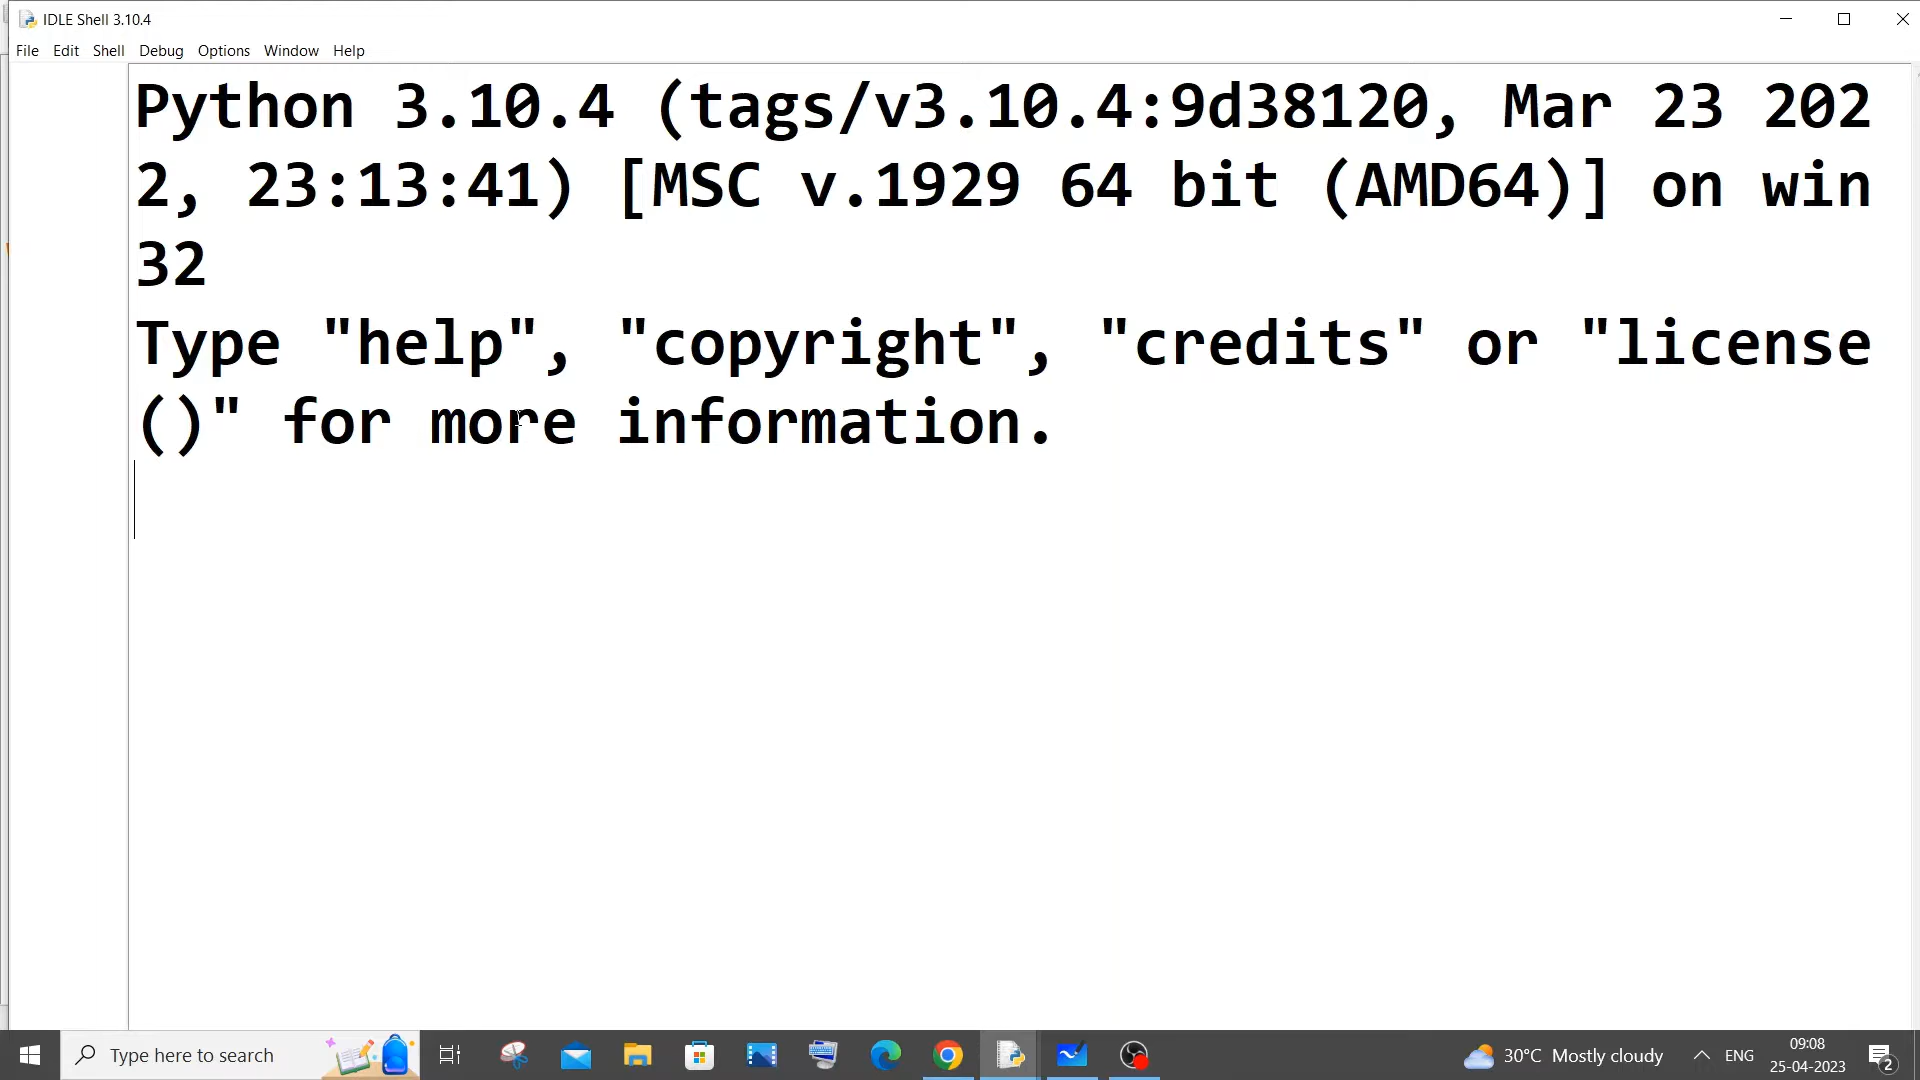 IDLE Shell 3.10.4
File Edit Shell Debug Options Window Help
Python 3.10.4 (tags/v3.10.4:9d38120, Mar 23 202
2, 23:13:41) [MSC v.1929 64 bit (AMD64)] on win
32
Type "help", "copyright", "credits" or "license
()" for more information.
Type here to search
30°C Mostly cloudy
ENG
09:08
25-04-2023
2